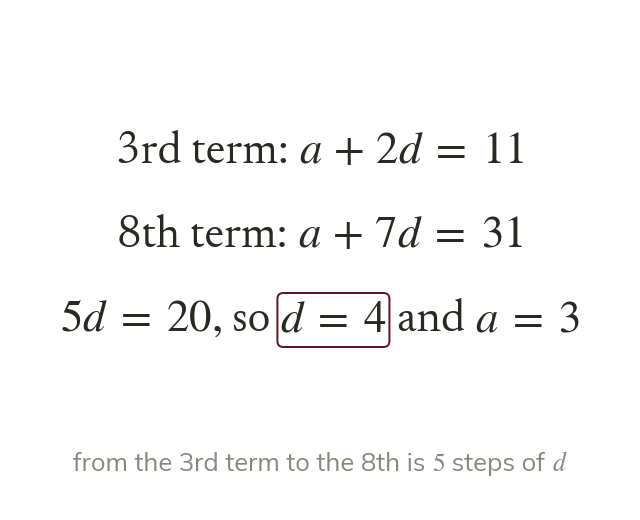 3rd term: a + 2d = 11
8th term: a + 7d = 31
5d = 20, so d = 4 and a = 3
from the 3rd term to the 8th is 5 steps of d